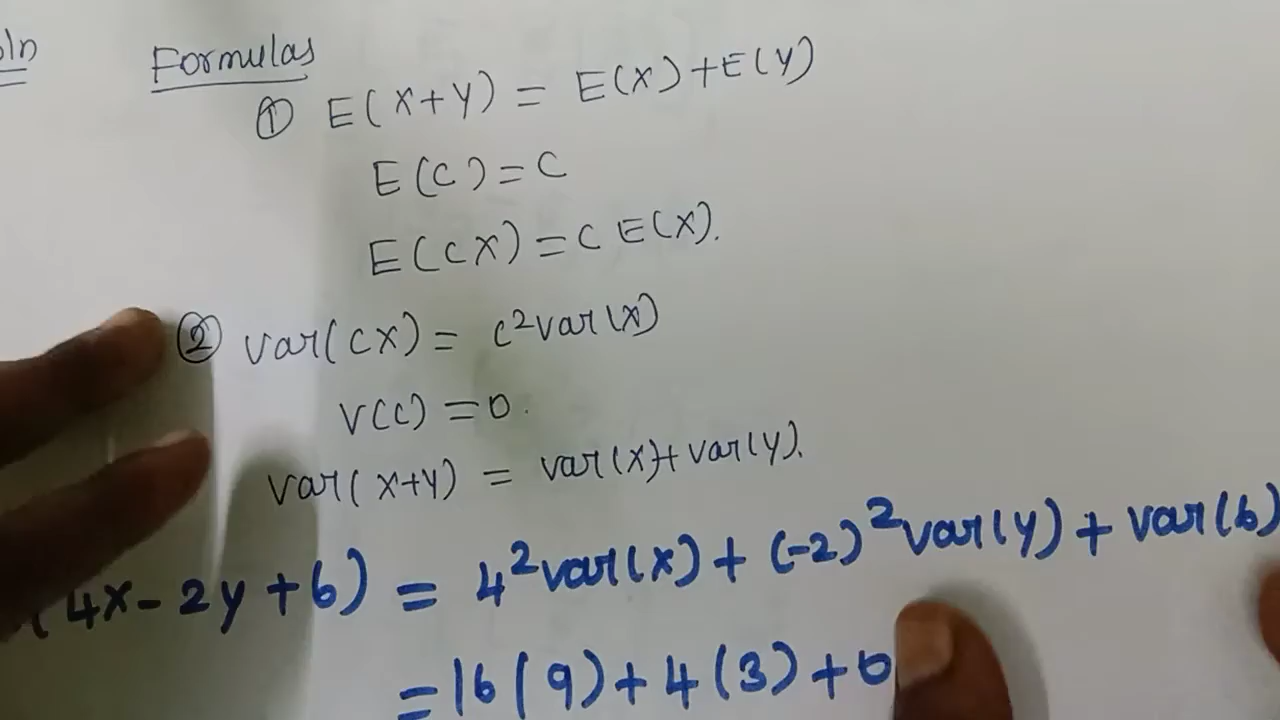 oln
Formulas
① E(X+Y) = E(X)+E(Y)
E(C)=C
E(CX)=C E(X).
② Var(CX) = C²Var(X)
V(C)=0.
Var(X+Y) = Var(X)+Var(Y).
(4X-2Y+6) = 4²Var(X)+(-2)²Var(Y)+Var(6)
=16(9)+4(3)+0